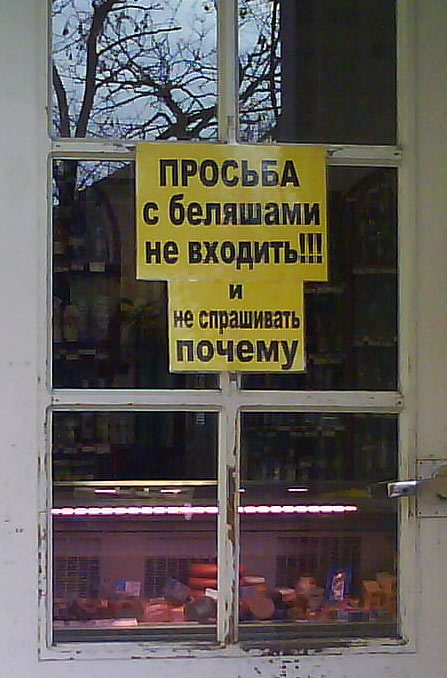 ПРОСЬБА
с беляшами
не входить!!!
и
не спрашивать
почему